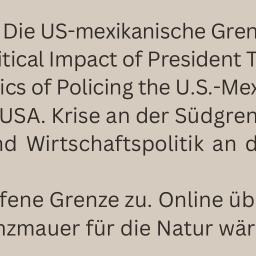 Die US-mexikanische Gren
itical Impact of President T
ics of Policing the U.S.-Mex
USA. Krise an der Südgren
nd Wirtschaftspolitik an d
fene Grenze zu. Online üb
nzmauer für die Natur wär